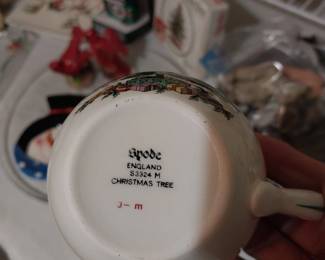 Spode
ENGLAND
S3324 M
CHRISTMAS TREE